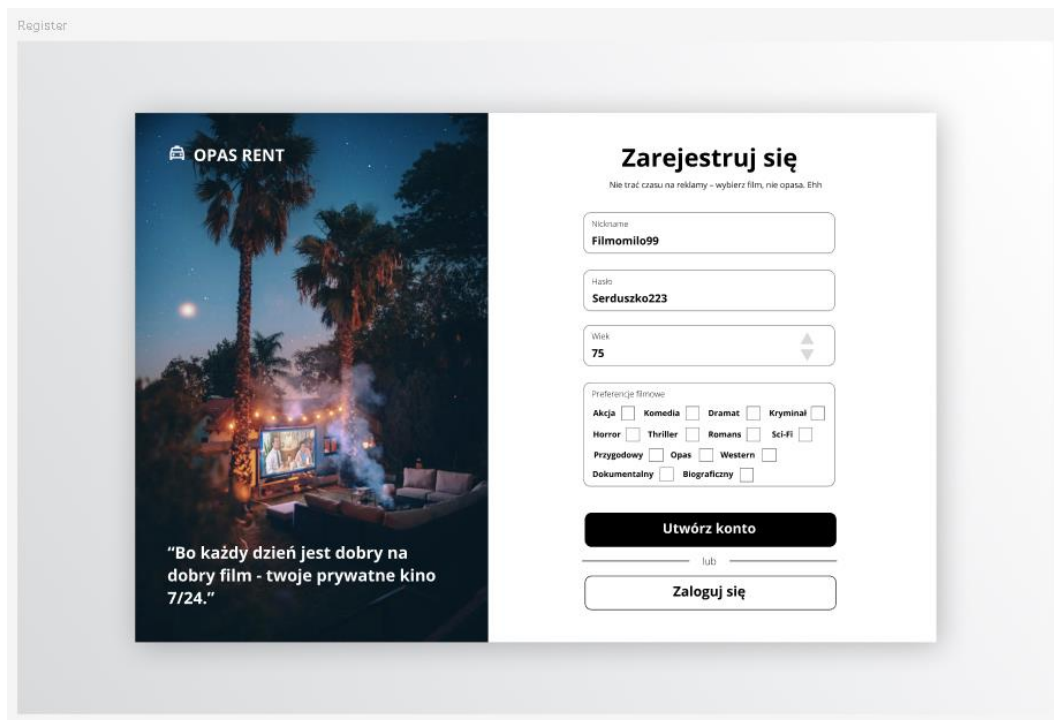 Register
OPAS RENT
“Bo każdy dzień jest dobry na
dobry film - twoje prywatne kino
7/24.”
Zarejestruj się
Nie trać czasu na reklamy – wybierz film, nie opasa. Ehh
Nickname
Filmomilo99
Hasło
Serduszko223
Wiek
75
Preferencje filmowe
Akcja Komedia Dramat Kryminał
Horror Thriller Romans Sci-Fi
Przygodowy Opas Western
Dokumentalny Biograficzny
Utwórz konto
lub
Zaloguj się